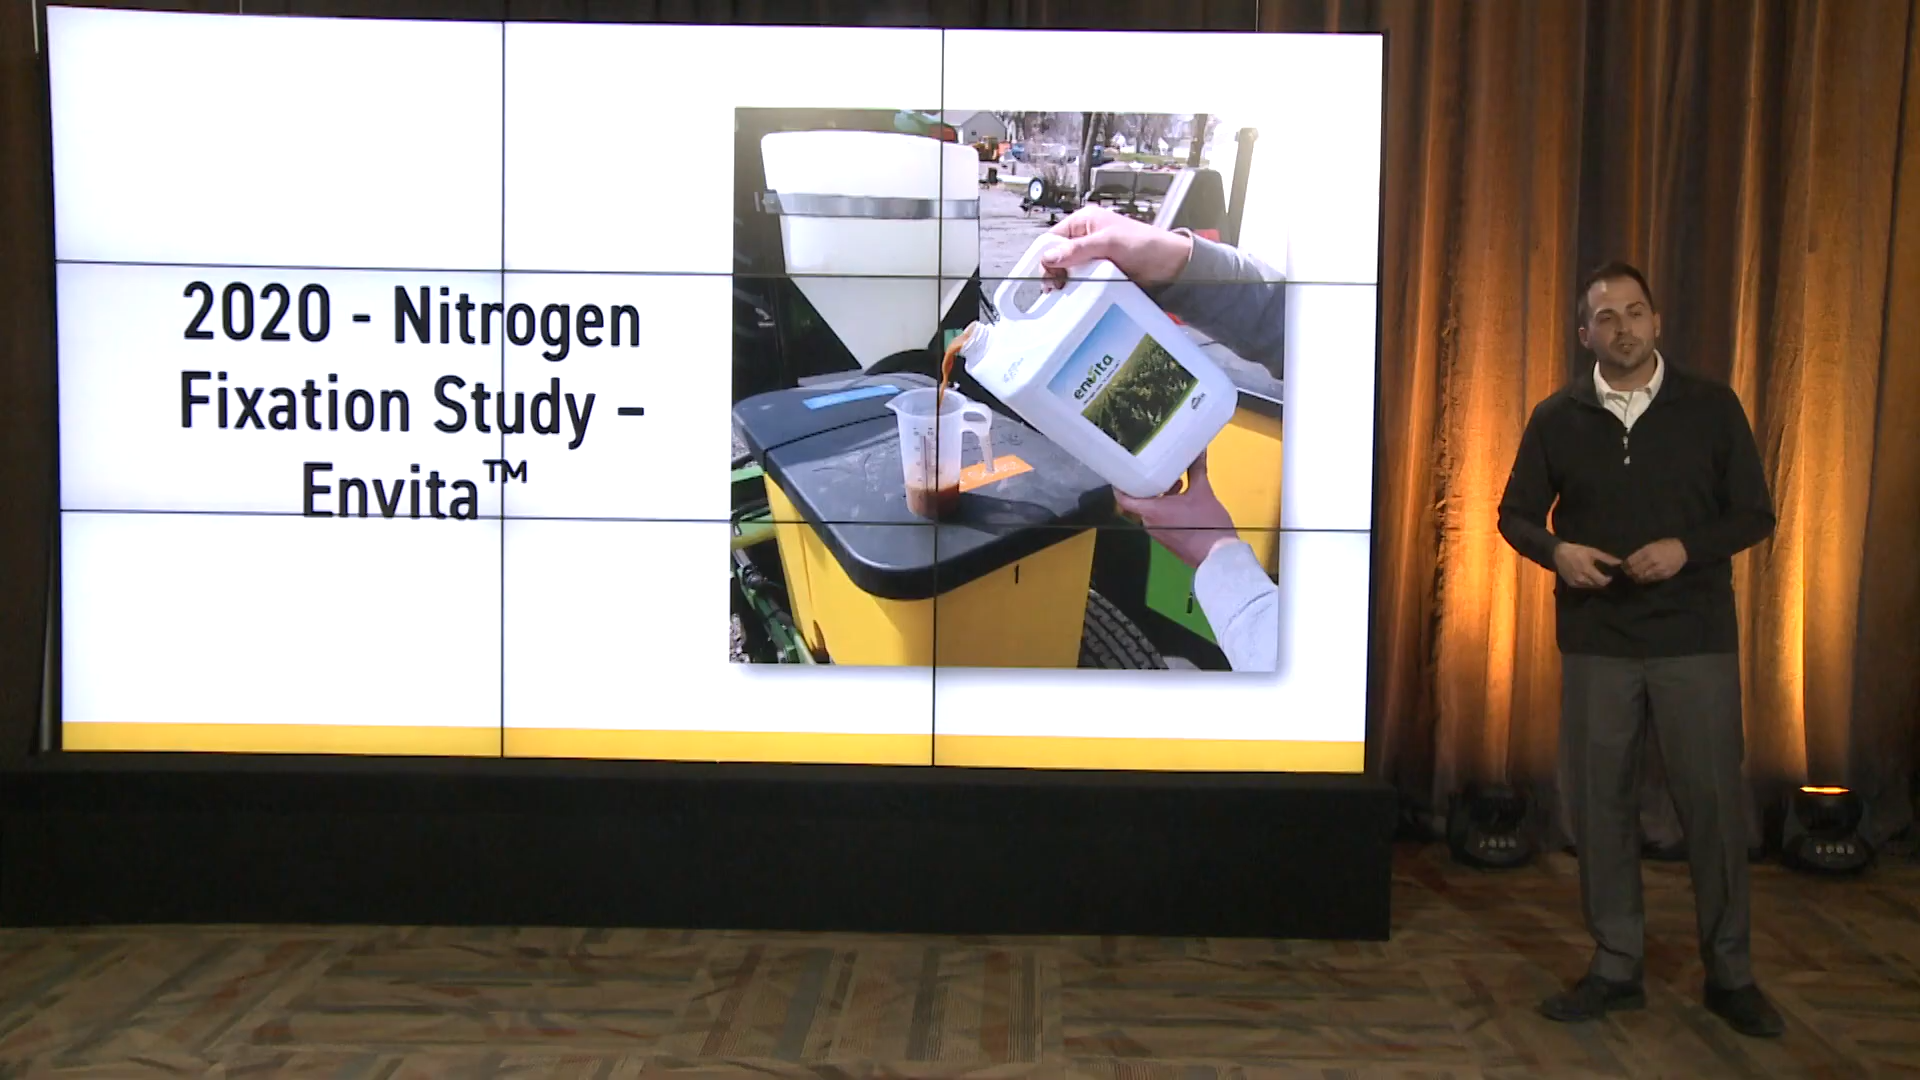 2020 - Nitrogen
Fixation Study –
Envita™
envita